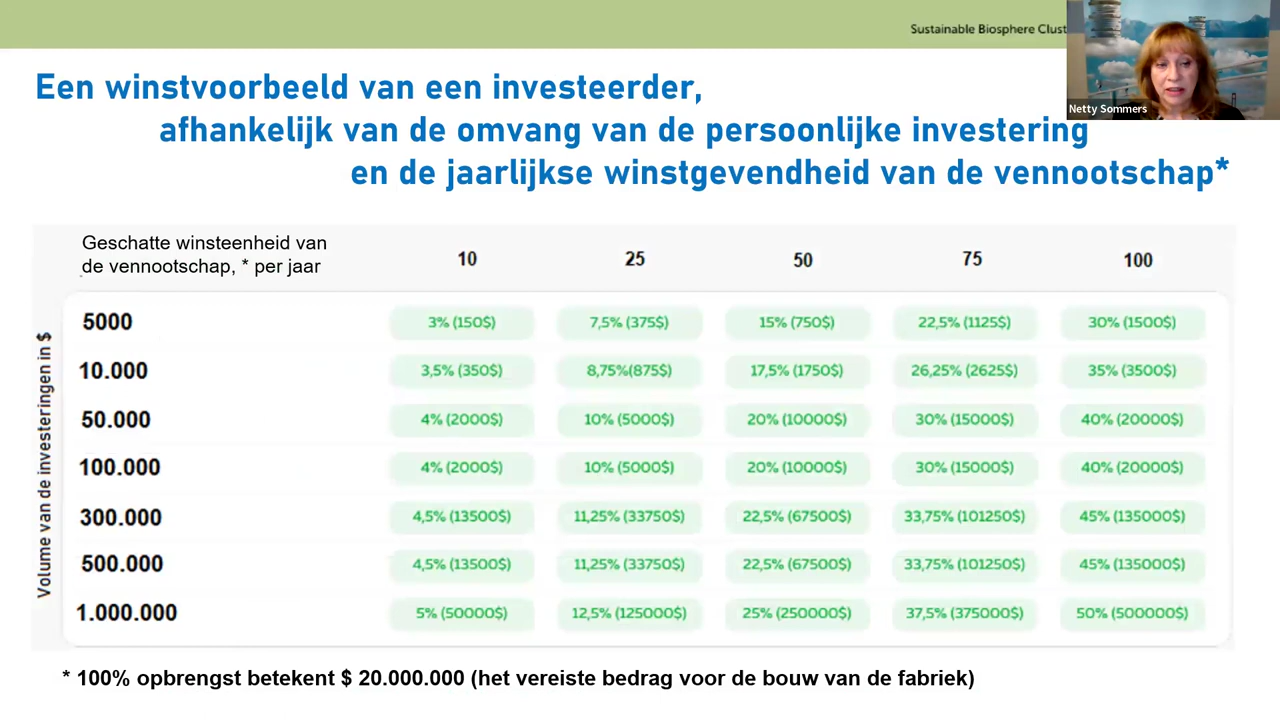 Sustainable Biosphere Clust
Netty Sommers
Een winstvoorbeeld van een investeerder,
afhankelijk van de omvang van de persoonlijke investering
en de jaarlijkse winstgevendheid van de vennootschap*
Geschatte winsteenheid van
de vennootschap, * per jaar
10 25 50 75 100
Volume van de investeringen in $
5000 3% (150$) 7,5% (375$) 15% (750$) 22,5% (1125$) 30% (1500$)
10.000 3,5% (350$) 8,75%(875$) 17,5% (1750$) 26,25% (2625$) 35% (3500$)
50.000 4% (2000$) 10% (5000$) 20% (10000$) 30% (15000$) 40% (20000$)
100.000 4% (2000$) 10% (5000$) 20% (10000$) 30% (15000$) 40% (20000$)
300.000 4,5% (13500$) 11,25% (33750$) 22,5% (67500$) 33,75% (101250$) 45% (135000$)
500.000 4,5% (13500$) 11,25% (33750$) 22,5% (67500$) 33,75% (101250$) 45% (135000$)
1.000.000 5% (50000$) 12,5% (125000$) 25% (250000$) 37,5% (375000$) 50% (500000$)
* 100% opbrengst betekent $ 20.000.000 (het vereiste bedrag voor de bouw van de fabriek)